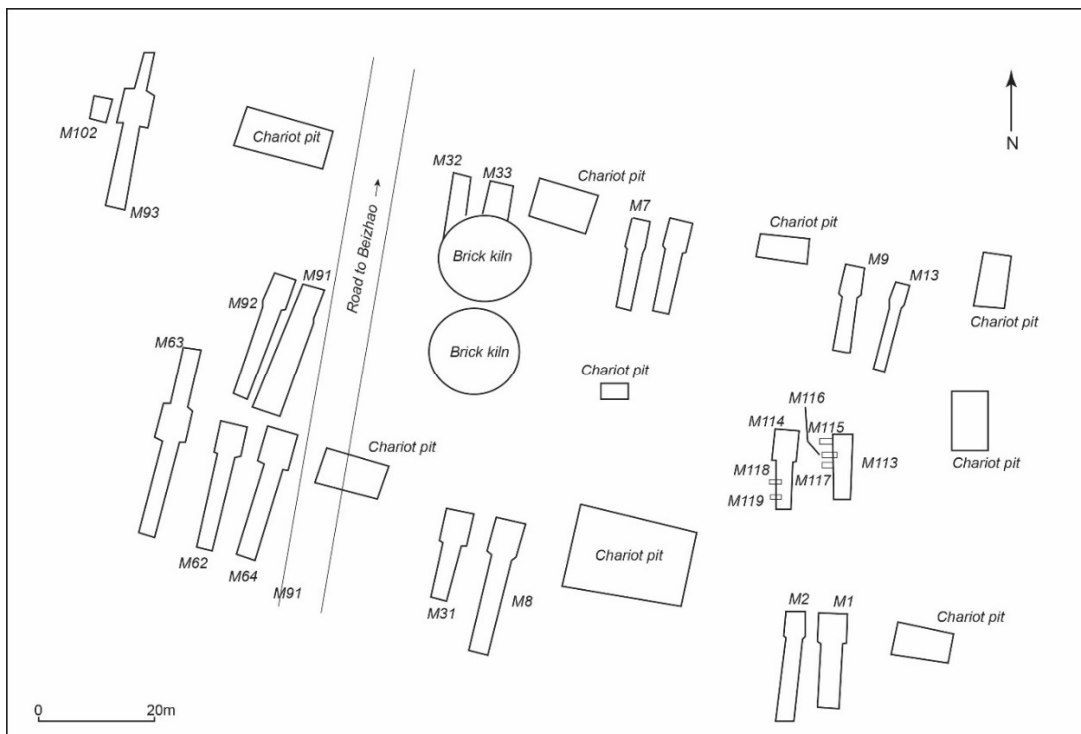 M102
M93
Chariot pit
Road to Beizhao →
M32
M33
Chariot pit
Brick kiln
Brick kiln
M7
Chariot pit
M9
M13
Chariot pit
N
M92
M91
M63
Chariot pit
M116
M114
M115
M113
M118
M117
M119
Chariot pit
Chariot pit
M62
M64
M91
M31
M8
Chariot pit
M2
M1
Chariot pit
0
20m